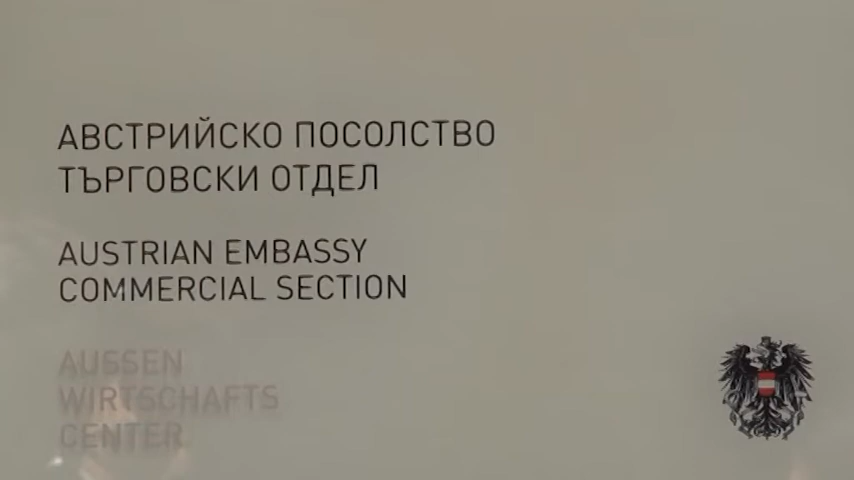 АВСТРИЙСКО ПОСОЛСТВО
ТЪРГОВСКИ ОТДЕЛ
AUSTRIAN EMBASSY
COMMERCIAL SECTION
AUSSEN
WIRTSCHAFTS
CENTER